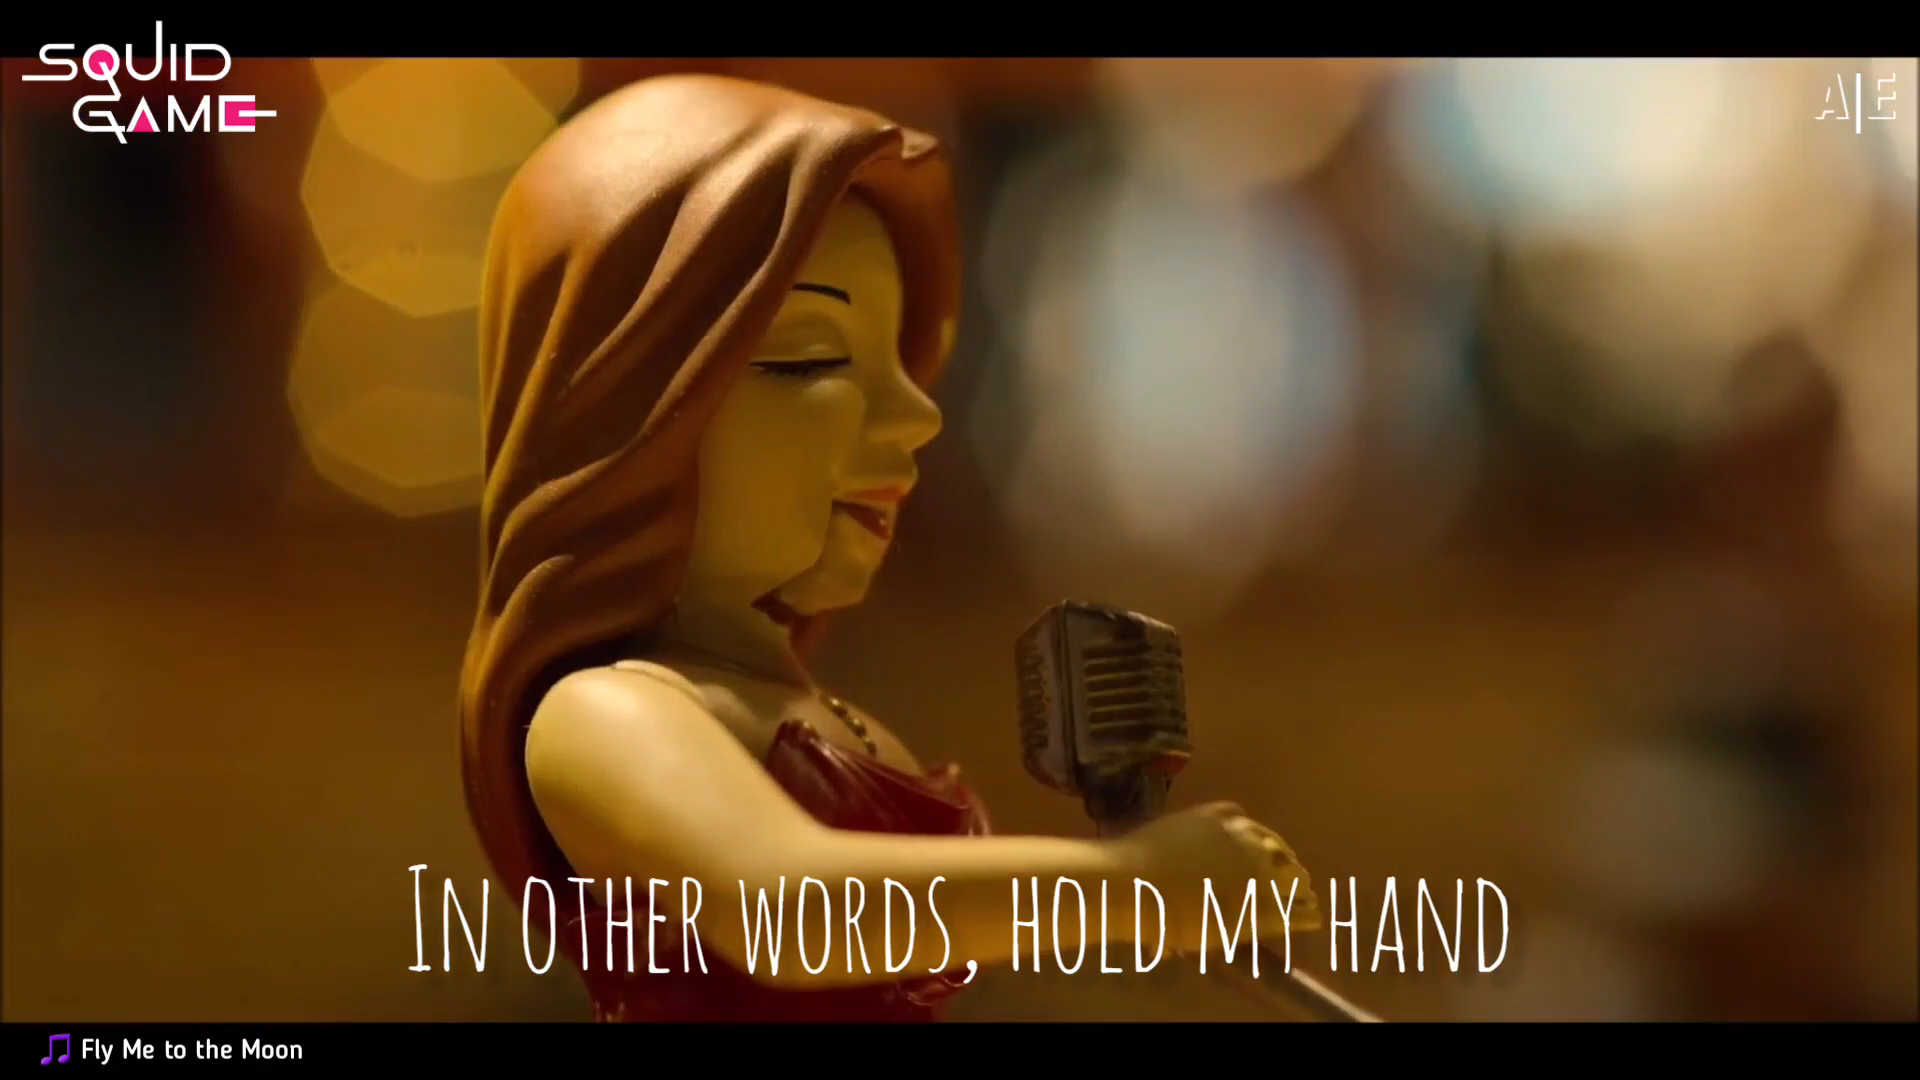 SQUID
GAME
A|E
In other words, hold my hand
Fly Me to the Moon